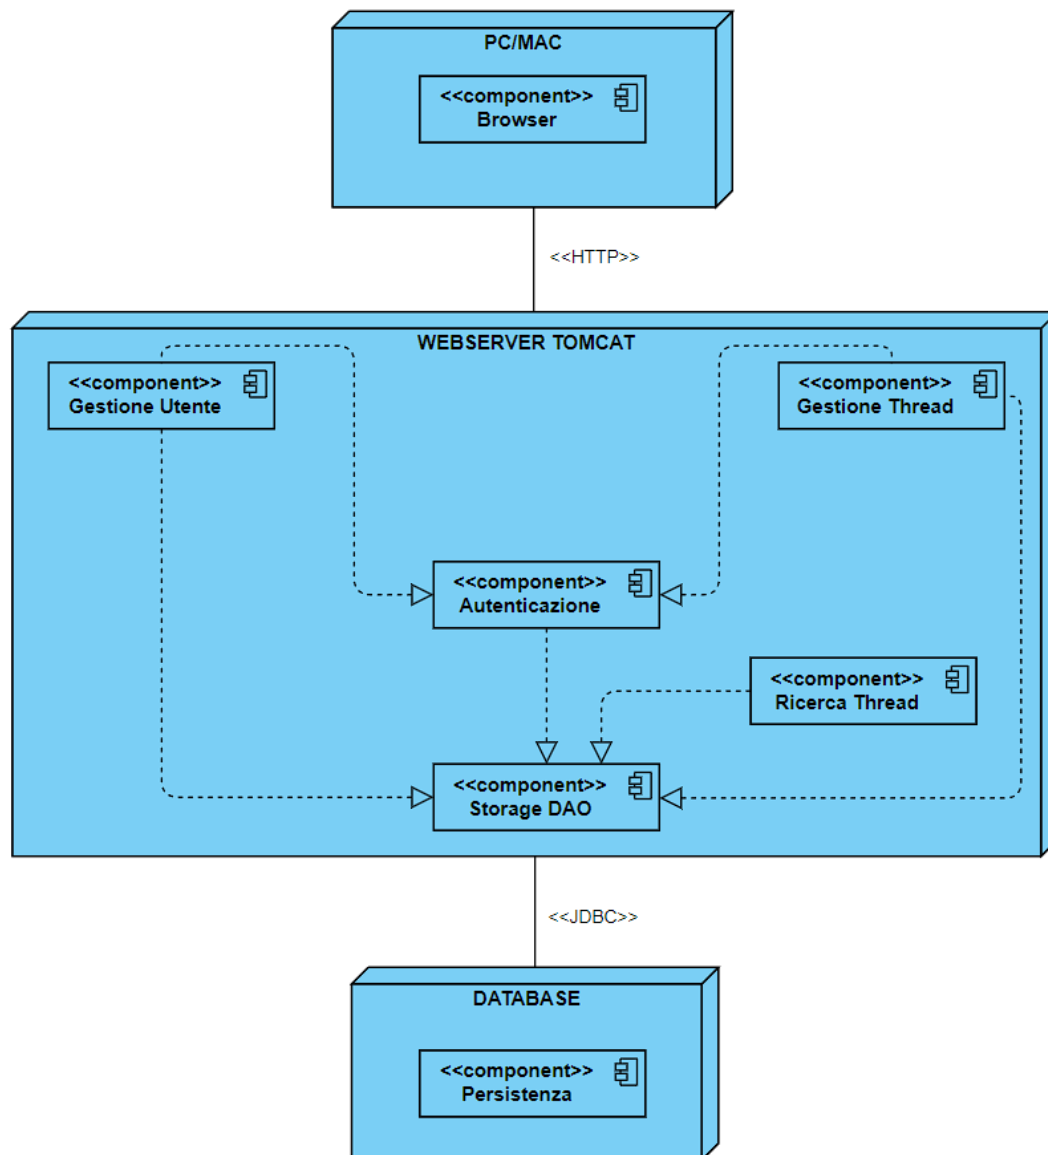 PC/MAC
<<component>>
Browser
<<HTTP>>
WEBSERVER TOMCAT
<<component>>
Gestione Utente
<<component>>
Gestione Thread
<<component>>
Autenticazione
<<component>>
Ricerca Thread
<<component>>
Storage DAO
<<JDBC>>
DATABASE
<<component>>
Persistenza